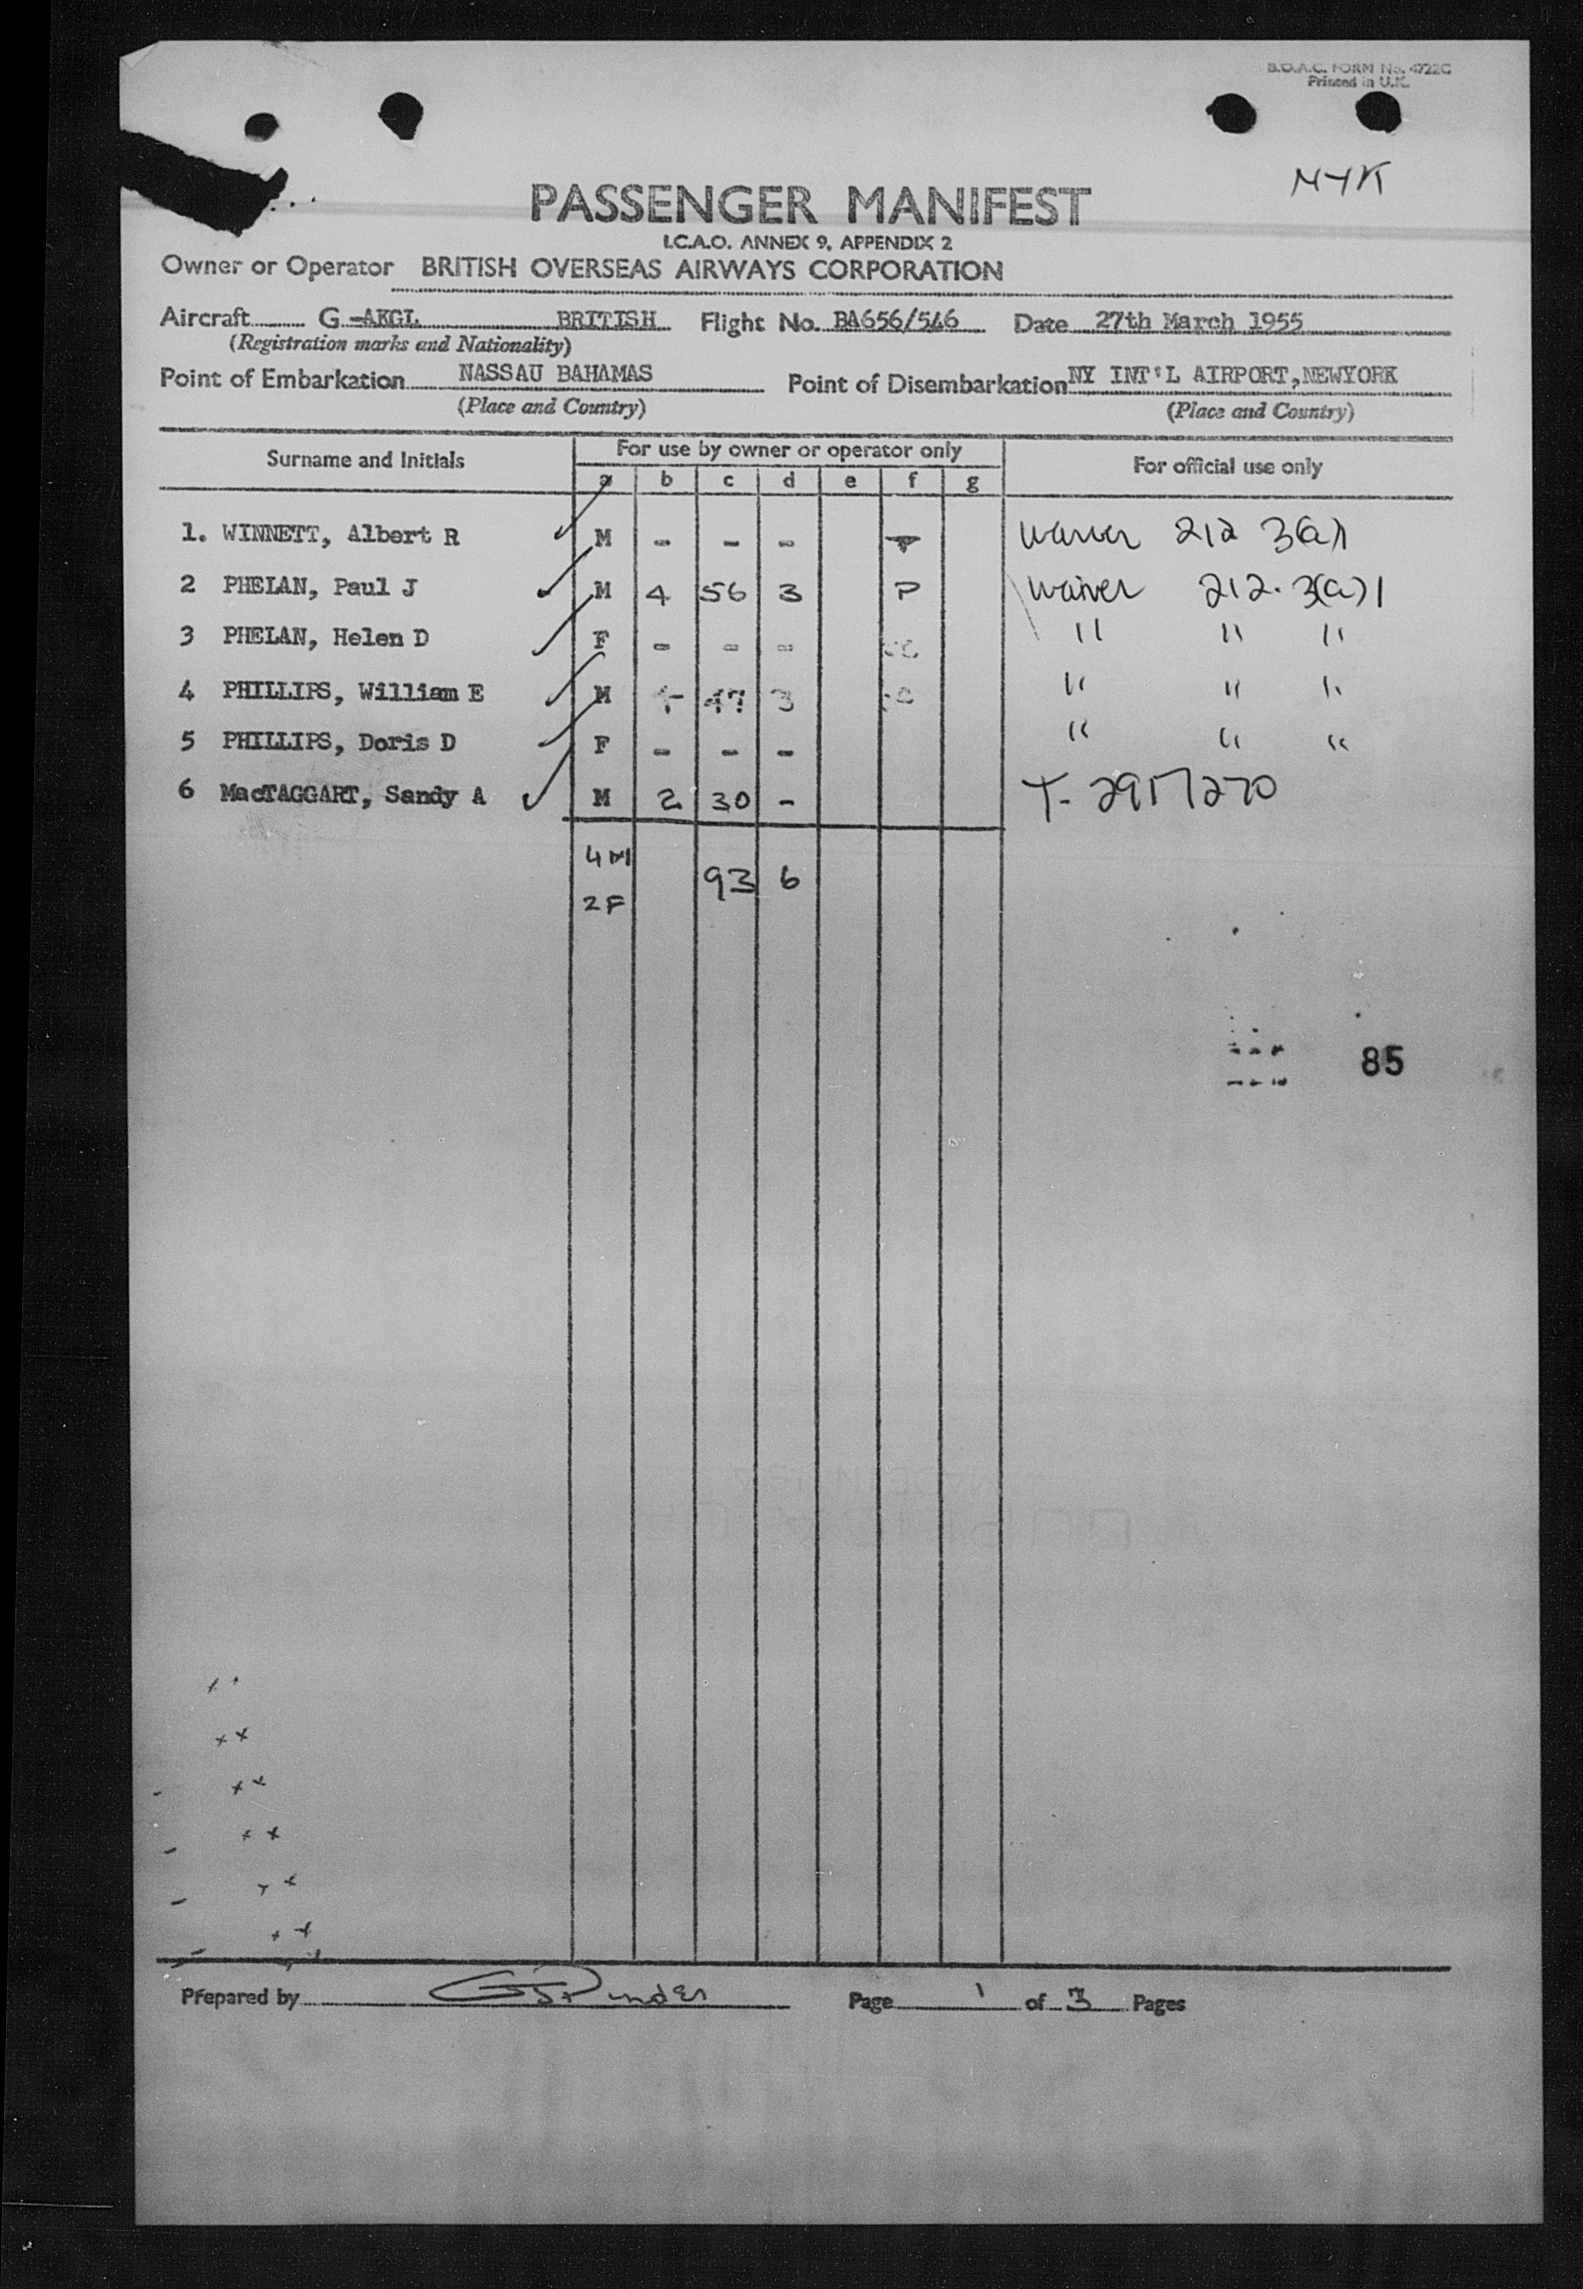 B.O.A.C. FORM No. 4722C
Printed in U.K.
NYK
PASSENGER MANIFEST
I.C.A.O. ANNEX 9, APPENDIX 2
Owner or Operator BRITISH OVERSEAS AIRWAYS CORPORATION
Aircraft G-AKGL BRITISH Flight No. BA656/546 Date 27th March 1955
(Registration marks and Nationality)
Point of Embarkation NASSAU BAHAMAS Point of Disembarkation NY INT'L AIRPORT, NEWYORK
(Place and Country) (Place and Country)
Surname and Initials For use by owner or operator only For official use only
a b c d e f g
1. WINNETT, Albert R M - - - Waiver 212 3(a)1
2 PHELAN, Paul J M 4 56 3 P Waiver 212.3(a)1
3 PHELAN, Helen D F - - - " " "
4 PHILLIPS, William E M 47 3 " " "
5 PHILLIPS, Doris D F - - - " " "
6 MacTAGGART, Sandy A M 2 30 - T-2917270
4M 93 6
2F
85
Prepared by Page 1 of 3 Pages